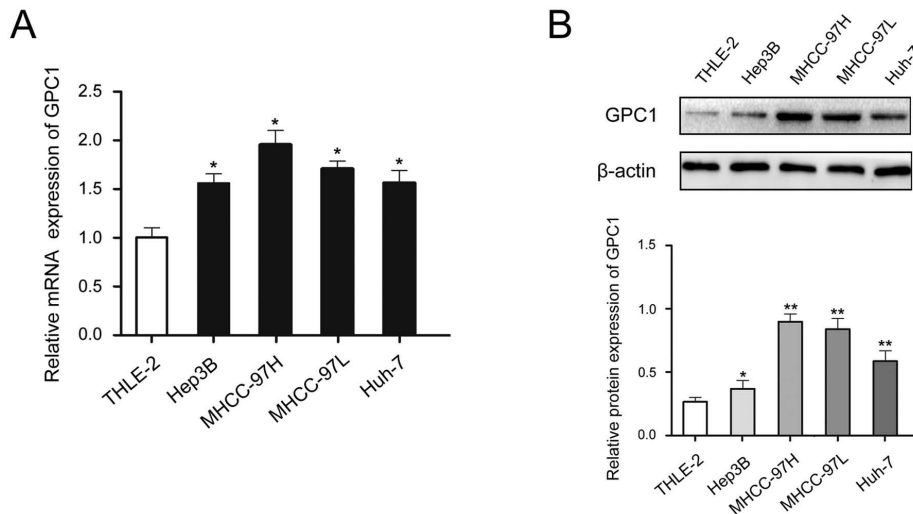 A
Relative mRNA expression of GPC1
2.5
2.0
1.5
1.0
0.5
0.0
*
*
*
*
THLE-2
Hep3B
MHCC-97H
MHCC-97L
Huh-7
B
THLE-2
Hep3B
MHCC-97H
MHCC-97L
Huh-7
GPC1
β-actin
Relative protein expression of GPC1
1.5
1.0
0.5
0.0
*
**
**
**
THLE-2
Hep3B
MHCC-97H
MHCC-97L
Huh-7